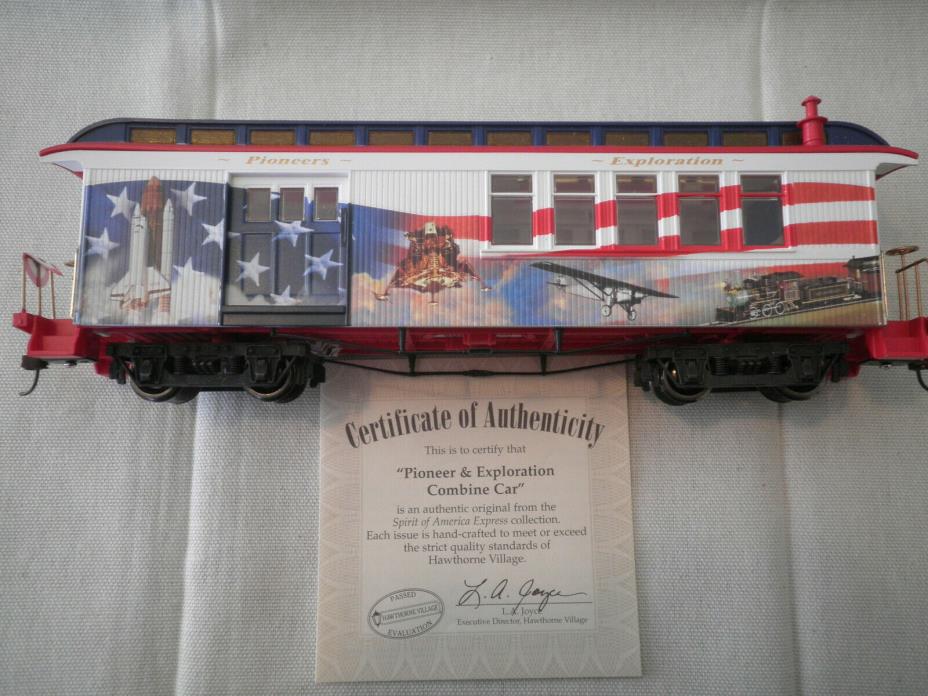 ~ Pioneers ~
~ Exploration ~
Certificate of Authenticity
This is to certify that
“Pioneer & Exploration
Combine Car”
is an authentic original from the
Spirit of America Express collection.
Each issue is hand-crafted to meet or exceed
the strict quality standards of
Hawthorne Village.
PASSED
HAWTHORNE VILLAGE
EVALUATION
L. A. Joyce
L.A. Joyce
Executive Director, Hawthorne Village